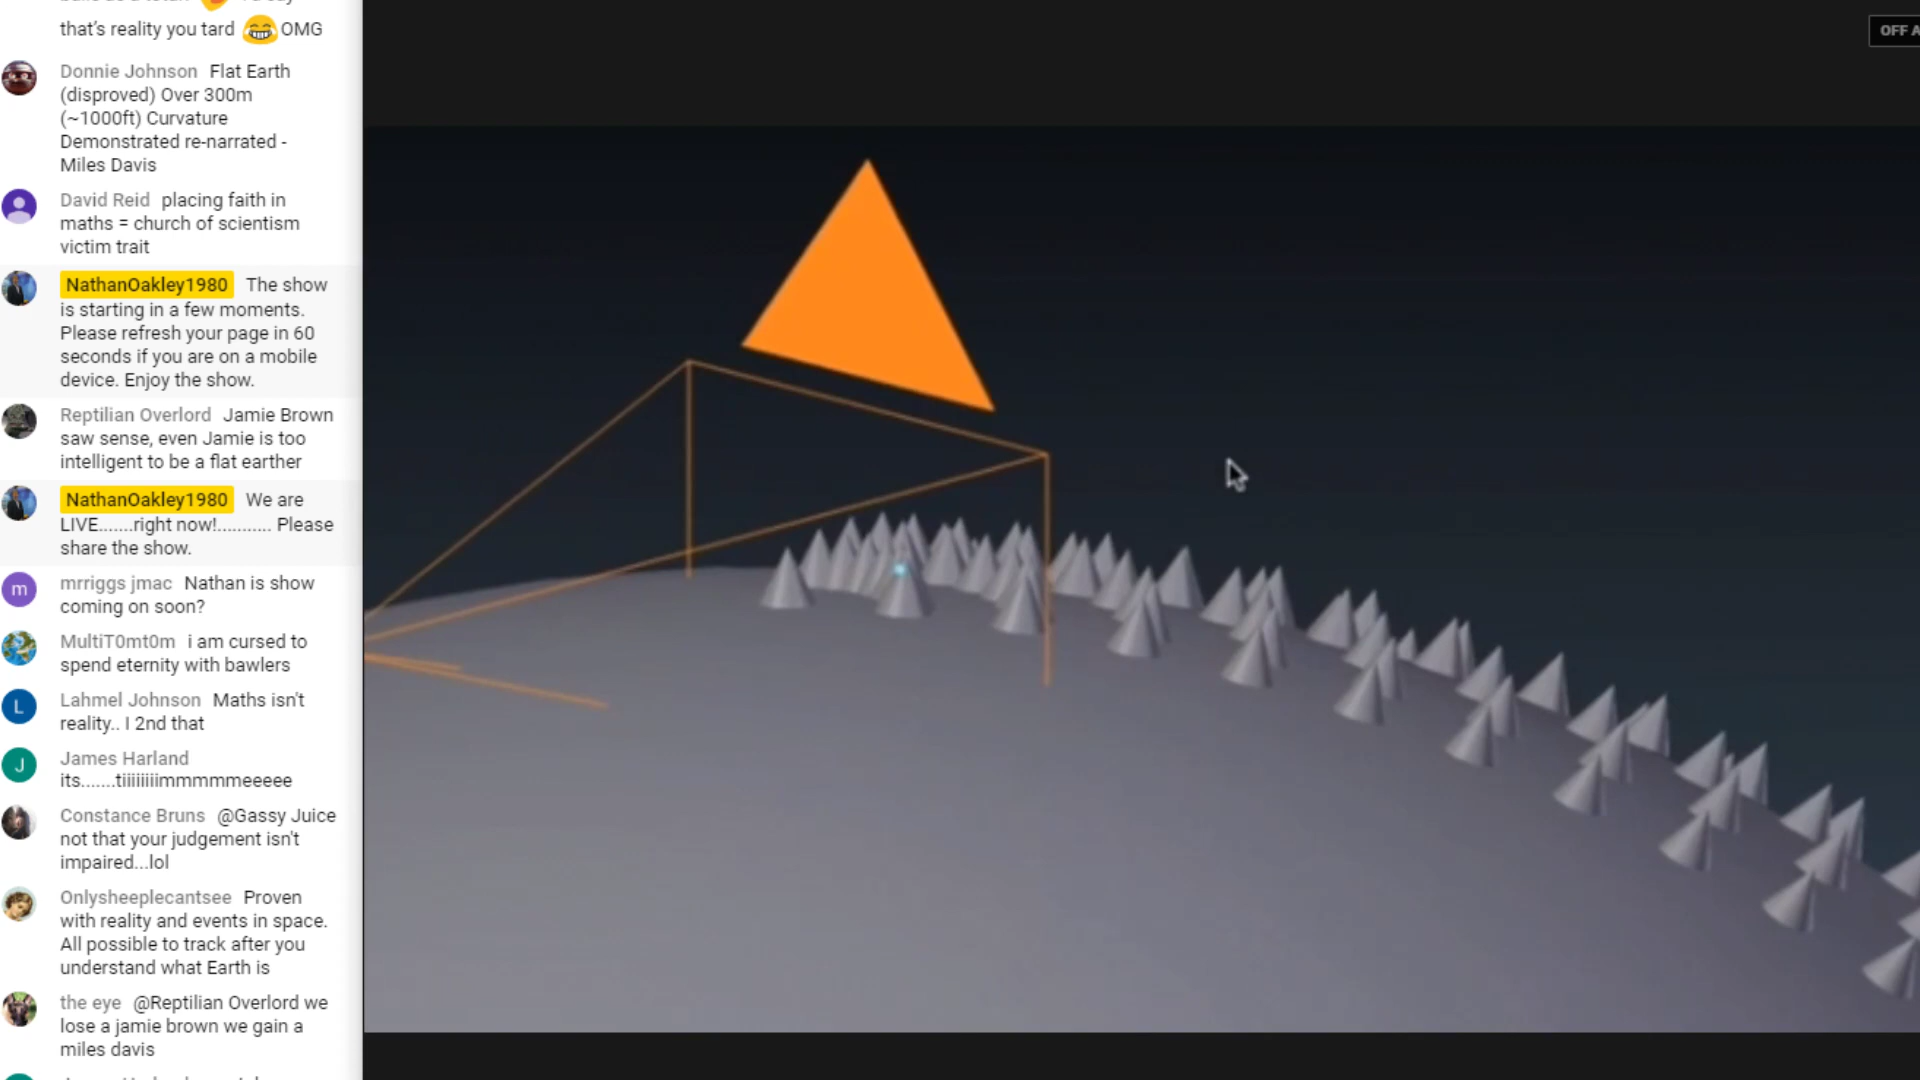 that's reality you tard 😂 OMG
Donnie Johnson Flat Earth
(disproved) Over 300m
(~1000ft) Curvature
Demonstrated re-narrated -
Miles Davis
David Reid placing faith in
maths = church of scientism
victim trait
NathanOakley1980 The show
is starting in a few moments.
Please refresh your page in 60
seconds if you are on a mobile
device. Enjoy the show.
Reptilian Overlord Jamie Brown
saw sense, even Jamie is too
intelligent to be a flat earther
NathanOakley1980 We are
LIVE.......right now!........... Please
share the show.
m
mrriggs jmac Nathan is show
coming on soon?
MultiT0mt0m i am cursed to
spend eternity with bawlers
L
Lahmel Johnson Maths isn't
reality.. I 2nd that
J
James Harland
its.......tiiiiiiiimmmmmeeeee
Constance Bruns @Gassy Juice
not that your judgement isn't
impaired...lol
Onlysheeplecantsee Proven
with reality and events in space.
All possible to track after you
understand what Earth is
the eye @Reptilian Overlord we
lose a jamie brown we gain a
miles davis
OFF A